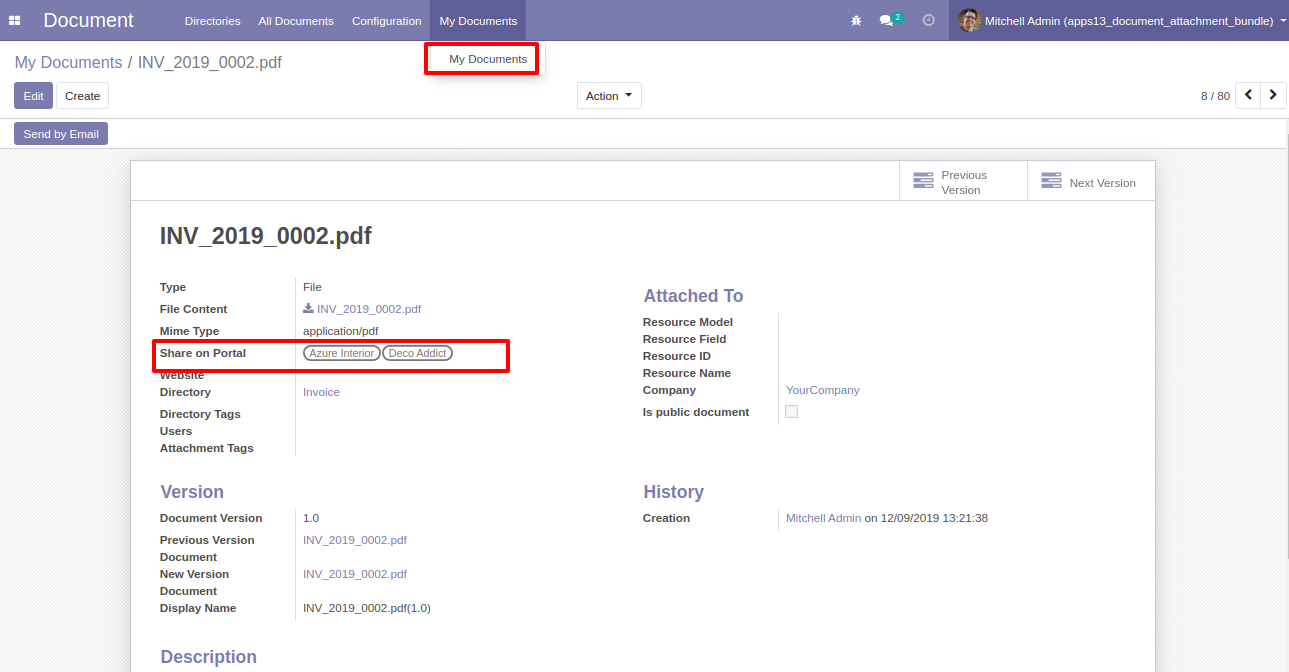 Document Directories All Documents Configuration My Documents 2 Mitchell Admin (apps13_document_attachment_bundle)
My Documents
My Documents / INV_2019_0002.pdf
Edit Create Action 8 / 80
Send by Email
Previous Version
Next Version
INV_2019_0002.pdf
Type File
File Content INV_2019_0002.pdf
Mime Type application/pdf
Share on Portal Azure Interior Deco Addict
Website
Directory Invoice
Directory Tags
Users
Attachment Tags
Attached To
Resource Model
Resource Field
Resource ID
Resource Name
Company YourCompany
Is public document
Version
Document Version 1.0
Previous Version Document INV_2019_0002.pdf
New Version Document INV_2019_0002.pdf
Display Name INV_2019_0002.pdf(1.0)
History
Creation Mitchell Admin on 12/09/2019 13:21:38
Description